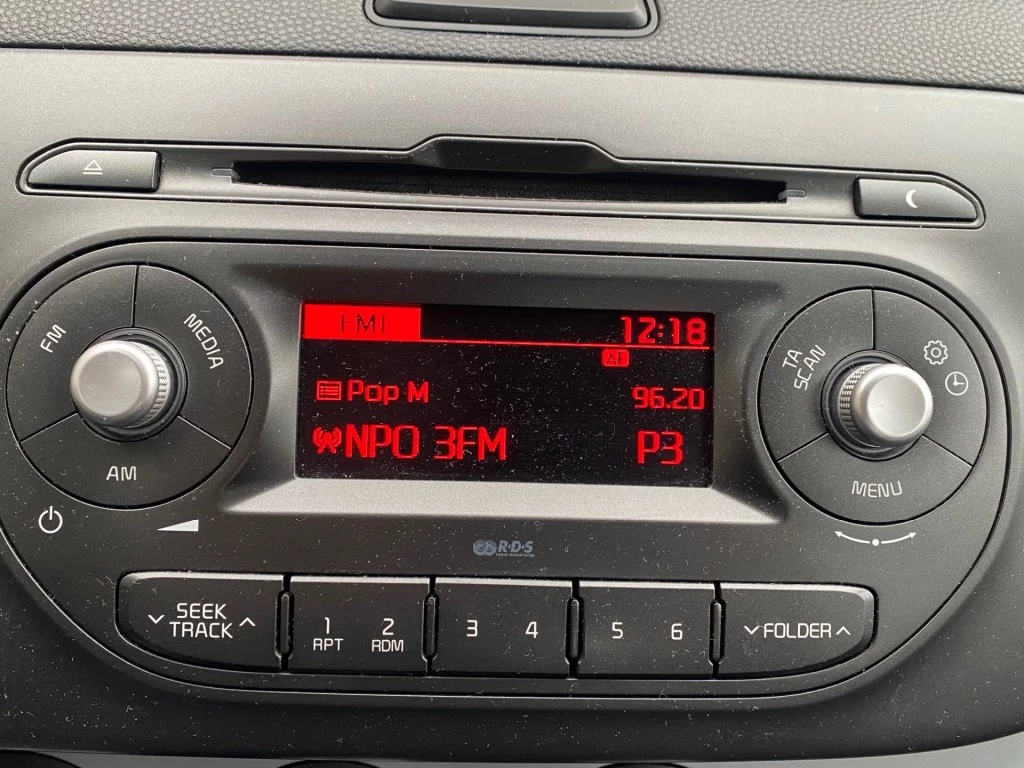 FM
MEDIA
AM
FM1
12:18
AF
Pop M
96.20
NPO 3FM
P3
TA
SCAN
MENU
R·D·S
SEEK
TRACK
1
RPT
2
RDM
3
4
5
6
FOLDER